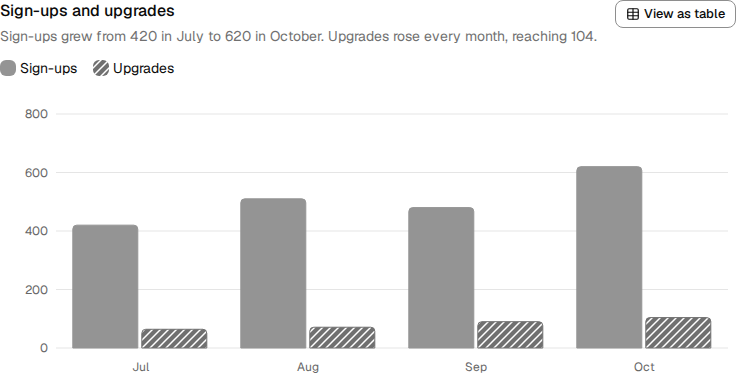 Sign-ups and upgrades
View as table
Sign-ups grew from 420 in July to 620 in October. Upgrades rose every month, reaching 104.
Sign-ups
Upgrades
800
600
400
200
0
Jul
Aug
Sep
Oct